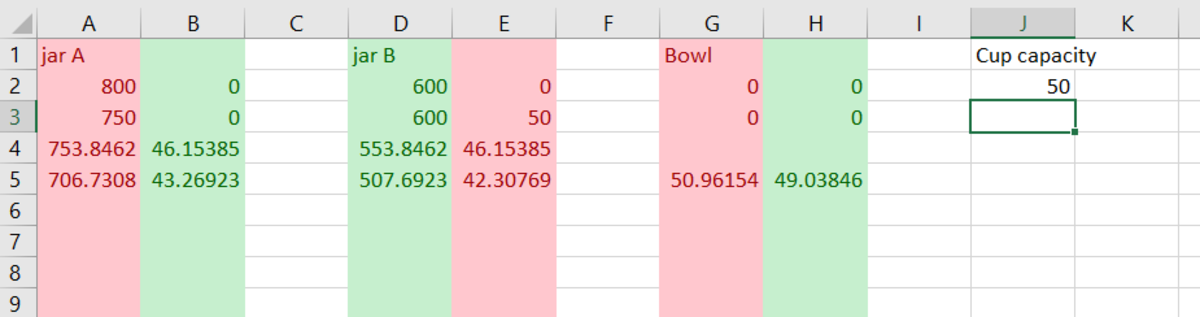 A B C D E F G H I J K
1 jar A jar B Bowl Cup capacity
2 800 0 600 0 0 0 50
3 750 0 600 50 0 0
4 753.8462 46.15385 553.8462 46.15385
5 706.7308 43.26923 507.6923 42.30769 50.96154 49.03846
6
7
8
9